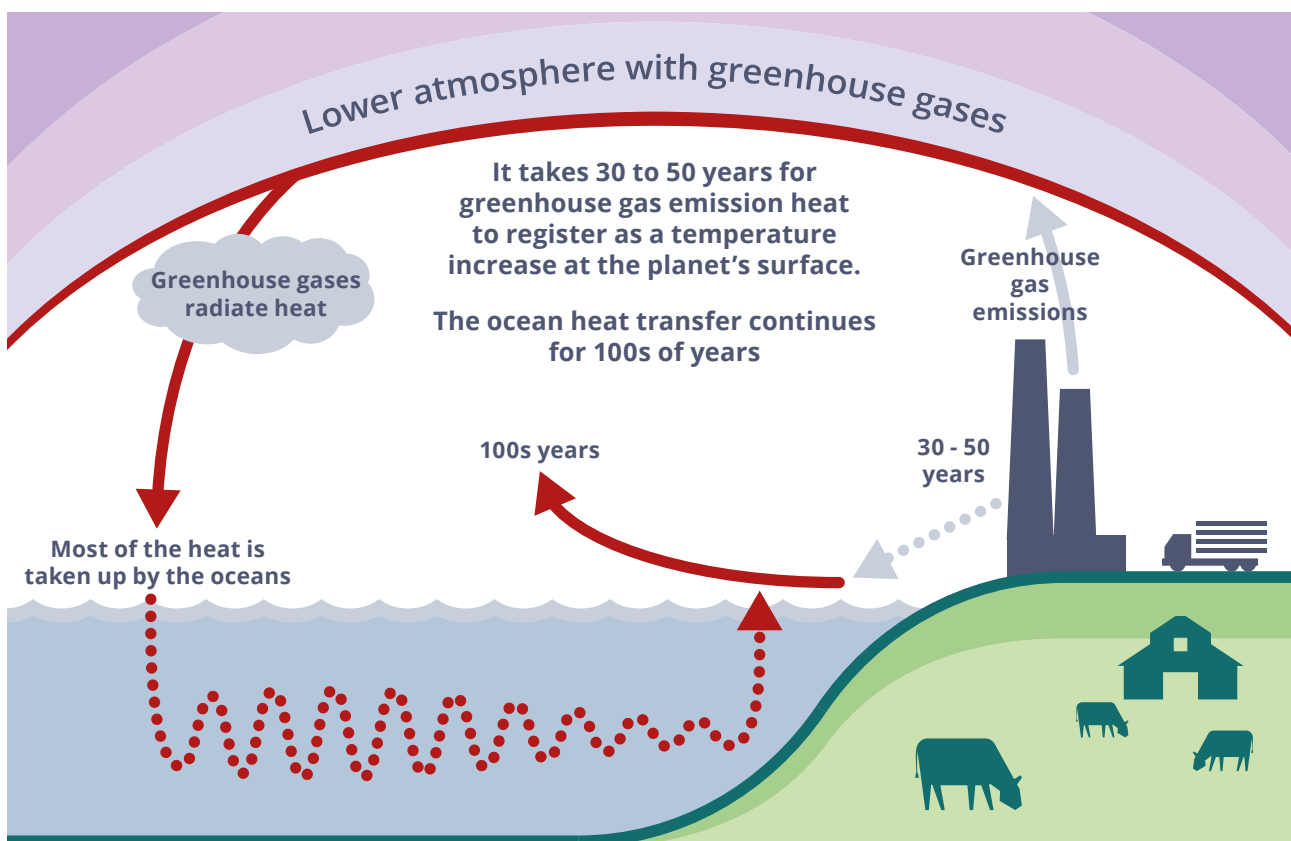 Lower atmosphere with greenhouse gases
It takes 30 to 50 years for
greenhouse gas emission heat
to register as a temperature
increase at the planet's surface.
The ocean heat transfer continues
for 100s of years
Greenhouse gases
radiate heat
Greenhouse
gas
emissions
100s years
30 - 50
years
Most of the heat is
taken up by the oceans